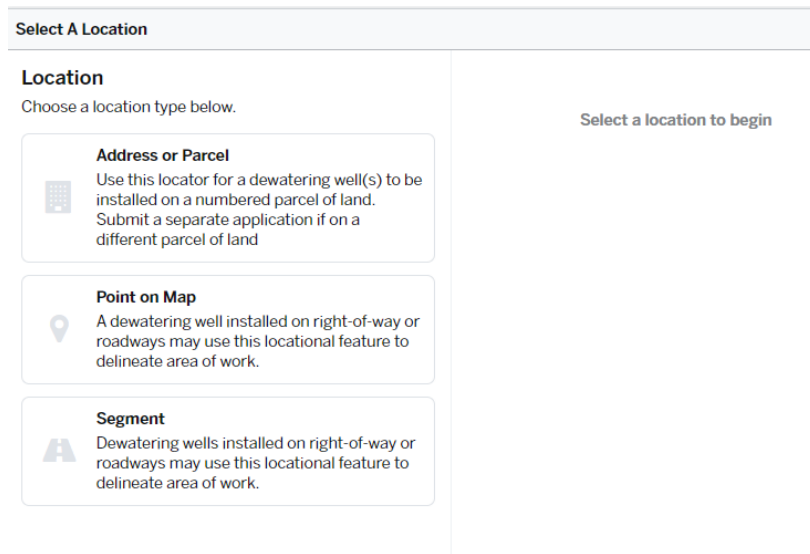 Select A Location
Location
Choose a location type below.
Select a location to begin
Address or Parcel
Use this locator for a dewatering well(s) to be
installed on a numbered parcel of land.
Submit a separate application if on a
different parcel of land
Point on Map
A dewatering well installed on right-of-way or
roadways may use this locational feature to
delineate area of work.
Segment
Dewatering wells installed on right-of-way or
roadways may use this locational feature to
delineate area of work.